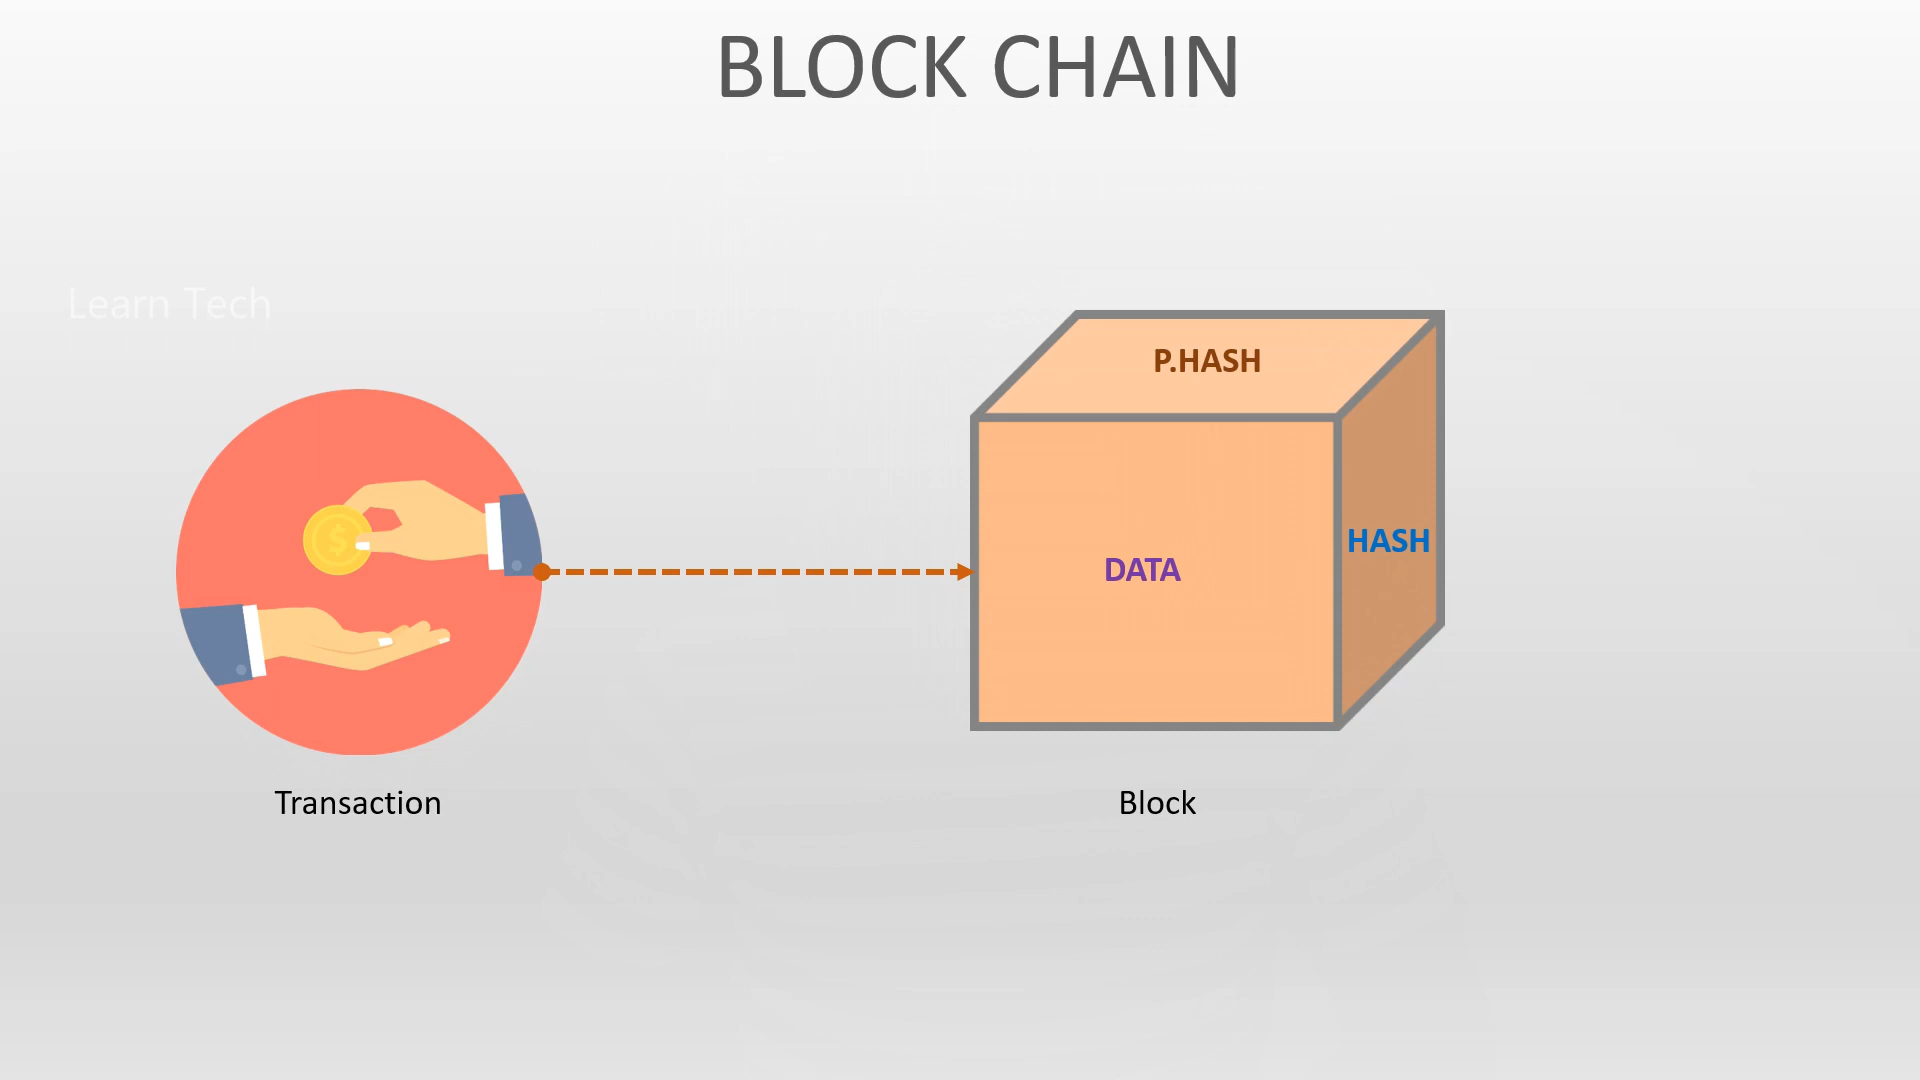 BLOCK CHAIN
Learn Tech
P.HASH
HASH
DATA
$
Transaction
Block